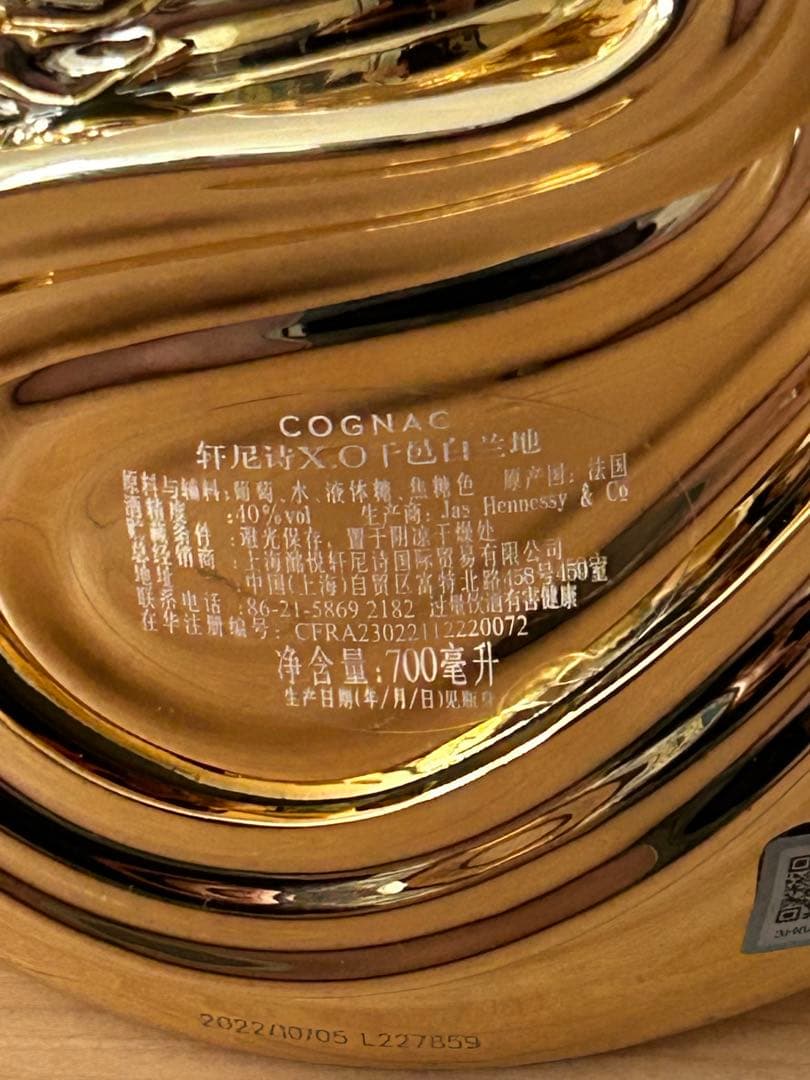 COGNAC
轩尼诗X.O干邑白兰地
原料与辅料: 葡萄、水、液体糖、焦糖色 原产国: 法国
酒精度 :40%vol 生产商: Jas Hennessy & Co
贮藏条件 :避光保存, 置于阴凉干燥处
总经销商 :上海酩悦轩尼诗国际贸易有限公司
地址 :中国(上海)自贸区富特北路458号459室
联系电话 :86-21-5869 2182 过量饮酒有害健康
在华注册编号: CFRA23022112220072
净含量:700毫升
生产日期(年/月/日)见瓶身
2022/10/05 L227859